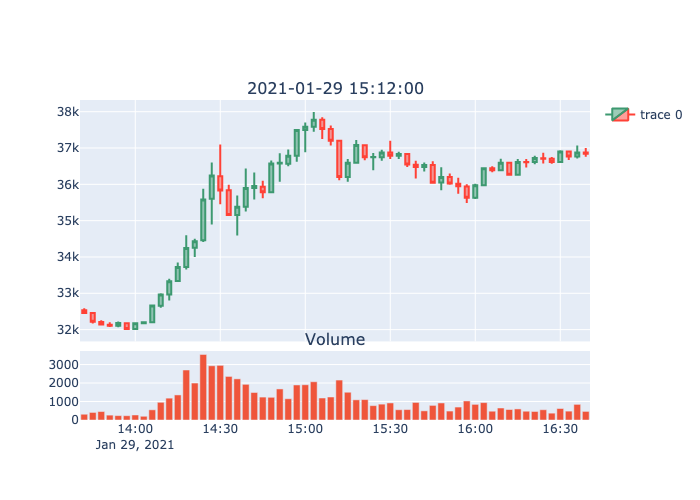 2021-01-29 15:12:00
38k
37k
36k
35k
34k
33k
32k
trace 0
Volume
3000
2000
1000
0
14:00 14:30 15:00 15:30 16:00 16:30
Jan 29, 2021